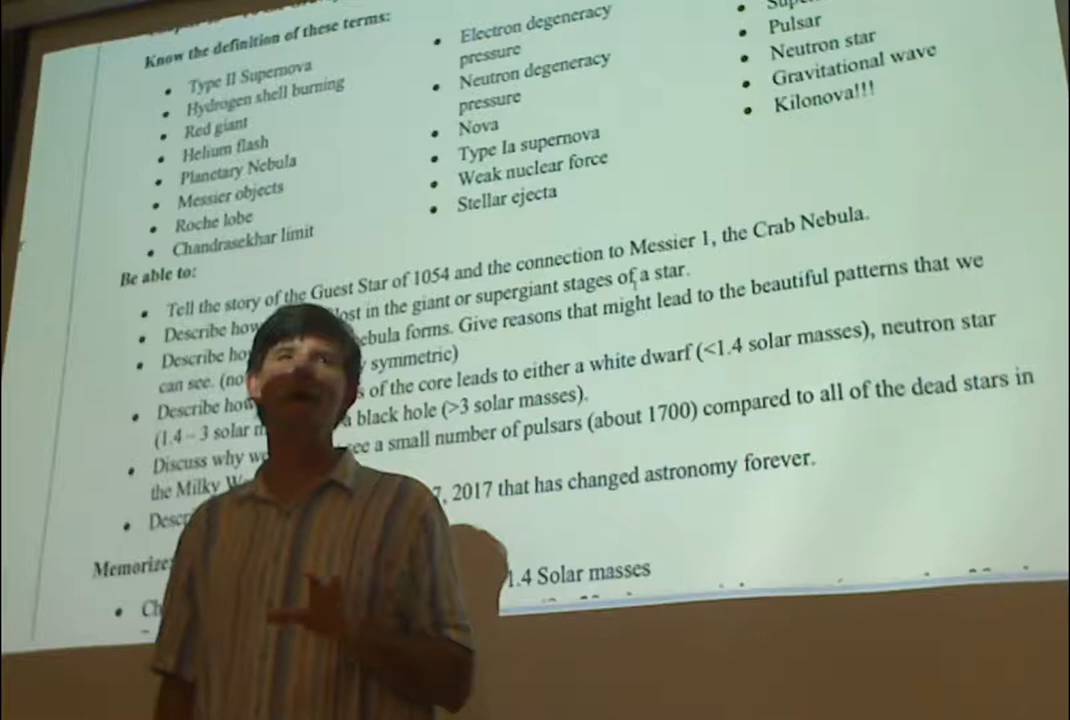 Know the definition of these terms:
Type II Supernova
Hydrogen shell burning
Red giant
Helium flash
Planetary Nebula
Messier objects
Roche lobe
Chandrasekhar limit
Electron degeneracy
pressure
Neutron degeneracy
pressure
Nova
Type Ia supernova
Weak nuclear force
Stellar ejecta
Pulsar
Neutron star
Gravitational wave
Kilonova!!!
Be able to:
Tell the story of the Guest Star of 1054 and the connection to Messier 1, the Crab Nebula.
Describe how lost in the giant or supergiant stages of a star.
Describe forms. Give reasons that might lead to the beautiful patterns that we
can see. symmetric)
Describe how of the core leads to either a white dwarf (<1.4 solar masses), neutron star
(1.4 – 3 solar a black hole (>3 solar masses).
Discuss why a small number of pulsars (about 1700) compared to all of the dead stars in
the Milky
7, 2017 that has changed astronomy forever.
Memorize:
1.4 Solar masses